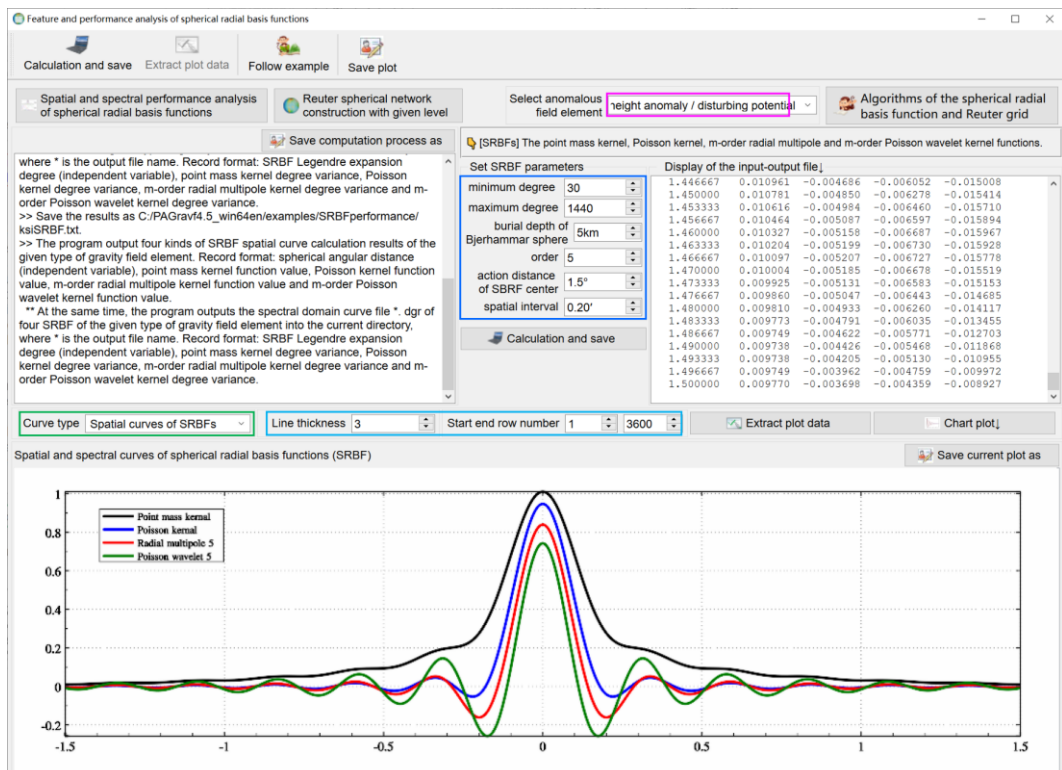 Feature and performance analysis of spherical radial basis functions
Calculation and save
Extract plot data
Follow example
Save plot
Spatial and spectral performance analysis
of spherical radial basis functions
Reuter spherical network
construction with given level
Select anomalous
field element
height anomaly / disturbing potential
Algorithms of the spherical radial
basis function and Reuter grid
Save computation process as
[SRBFs] The point mass kernel, Poisson kernel, m-order radial multipole and m-order Poisson wavelet kernel functions.
where * is the output file name. Record format: SRBF Legendre expansion
degree (independent variable), point mass kernel degree variance, Poisson
kernel degree variance, m-order radial multipole kernel degree variance and m-
order Poisson wavelet kernel degree variance.
>> Save the results as C:/PAGravf4.5_win64en/examples/SRBFperformance/
ksiSRBF.txt.
>> The program output four kinds of SRBF spatial curve calculation results of the
given type of gravity field element. Record format: spherical angular distance
(independent variable), point mass kernel function value, Poisson kernel function
value, m-order radial multipole kernel function value and m-order Poisson
wavelet kernel function value.
** At the same time, the program outputs the spectral domain curve file *. dgr of
four SRBF of the given type of gravity field element into the current directory,
where * is the output file name. Record format: SRBF Legendre expansion
degree (independent variable), point mass kernel degree variance, Poisson
kernel degree variance, m-order radial multipole kernel degree variance and m-
order Poisson wavelet kernel degree variance.
Set SRBF parameters
minimum degree 30
maximum degree 1440
burial depth of
Bjerhammar sphere 5km
order 5
action distance
of SBRF center 1.5°
spatial interval 0.20'
Calculation and save
Display of the input-output file↓
1.446667 0.010961 -0.004686 -0.006052 -0.015008
1.450000 0.010781 -0.004850 -0.006278 -0.015414
1.453333 0.010616 -0.004984 -0.006460 -0.015710
1.456667 0.010464 -0.005087 -0.006597 -0.015894
1.460000 0.010327 -0.005158 -0.006687 -0.015967
1.463333 0.010204 -0.005199 -0.006730 -0.015928
1.466667 0.010097 -0.005207 -0.006727 -0.015778
1.470000 0.010004 -0.005185 -0.006678 -0.015519
1.473333 0.009925 -0.005131 -0.006583 -0.015153
1.476667 0.009860 -0.005047 -0.006443 -0.014685
1.480000 0.009810 -0.004933 -0.006260 -0.014117
1.483333 0.009773 -0.004791 -0.006035 -0.013455
1.486667 0.009749 -0.004622 -0.005771 -0.012703
1.490000 0.009738 -0.004426 -0.005468 -0.011868
1.493333 0.009738 -0.004205 -0.005130 -0.010955
1.496667 0.009749 -0.003962 -0.004759 -0.009972
1.500000 0.009770 -0.003698 -0.004359 -0.008927
Curve type Spatial curves of SRBFs
Line thickness 3
Start end row number 1 3600
Extract plot data
Chart plot↓
Spatial and spectral curves of spherical radial basis functions (SRBF)
Save current plot as
1
0.8
0.6
0.4
0.2
0
-0.2
Point mass kernal
Poisson kernal
Radial multipole 5
Poisson wavelet 5
-1.5 -1 -0.5 0 0.5 1 1.5